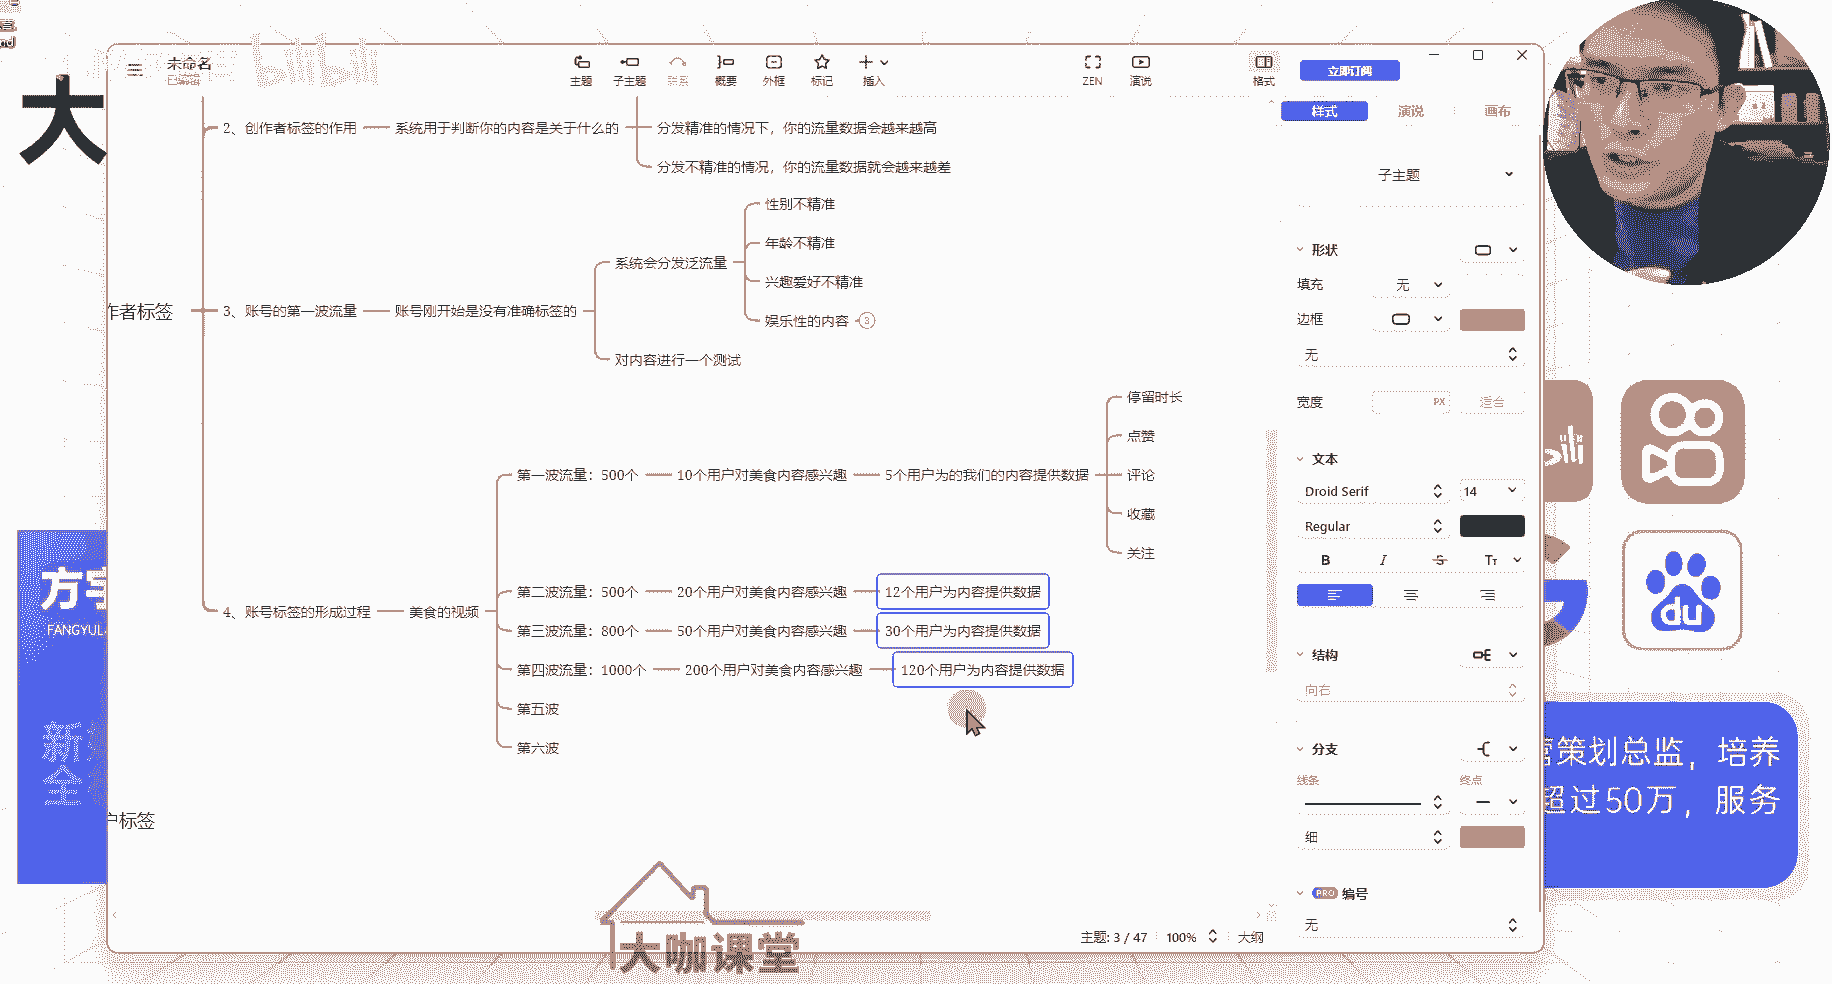 大
未命名
已编辑
bilibili
主题
子主题
联系
概要
外框
标记
插入
ZEN
演说
格式
立即订阅
样式
演说
画布
2、创作者标签的作用
系统用于判断你的内容是关于什么的
分发精准的情况下，你的流量数据会越来越高
分发不精准的情况，你的流量数据就会越来越差
作者标签
3、账号的第一波流量
账号刚开始是没有准确标签的
系统会分发泛流量
性别不精准
年龄不精准
兴趣爱好不精准
娱乐性的内容
3
对内容进行一个测试
4、账号标签的形成过程
美食的视频
第一波流量：500个
10个用户对美食内容感兴趣
5个用户为的我们的内容提供数据
停留时长
点赞
评论
收藏
关注
第二波流量：500个
20个用户对美食内容感兴趣
12个用户为内容提供数据
第三波流量：800个
50个用户对美食内容感兴趣
30个用户为内容提供数据
第四波流量：1000个
200个用户对美食内容感兴趣
120个用户为内容提供数据
第五波
第六波
户标签
子主题
形状
填充
无
边框
无
宽度
PX
适合
文本
Droid Serif
14
Regular
B
I
S
Tт
结构
向右
分支
线条
终点
细
PRO
编号
无
主题: 3 / 47
100%
大纲
大咖课堂
方宇
FANGYUL
新
全
bili
du
营策划总监，培养
超过50万，服务